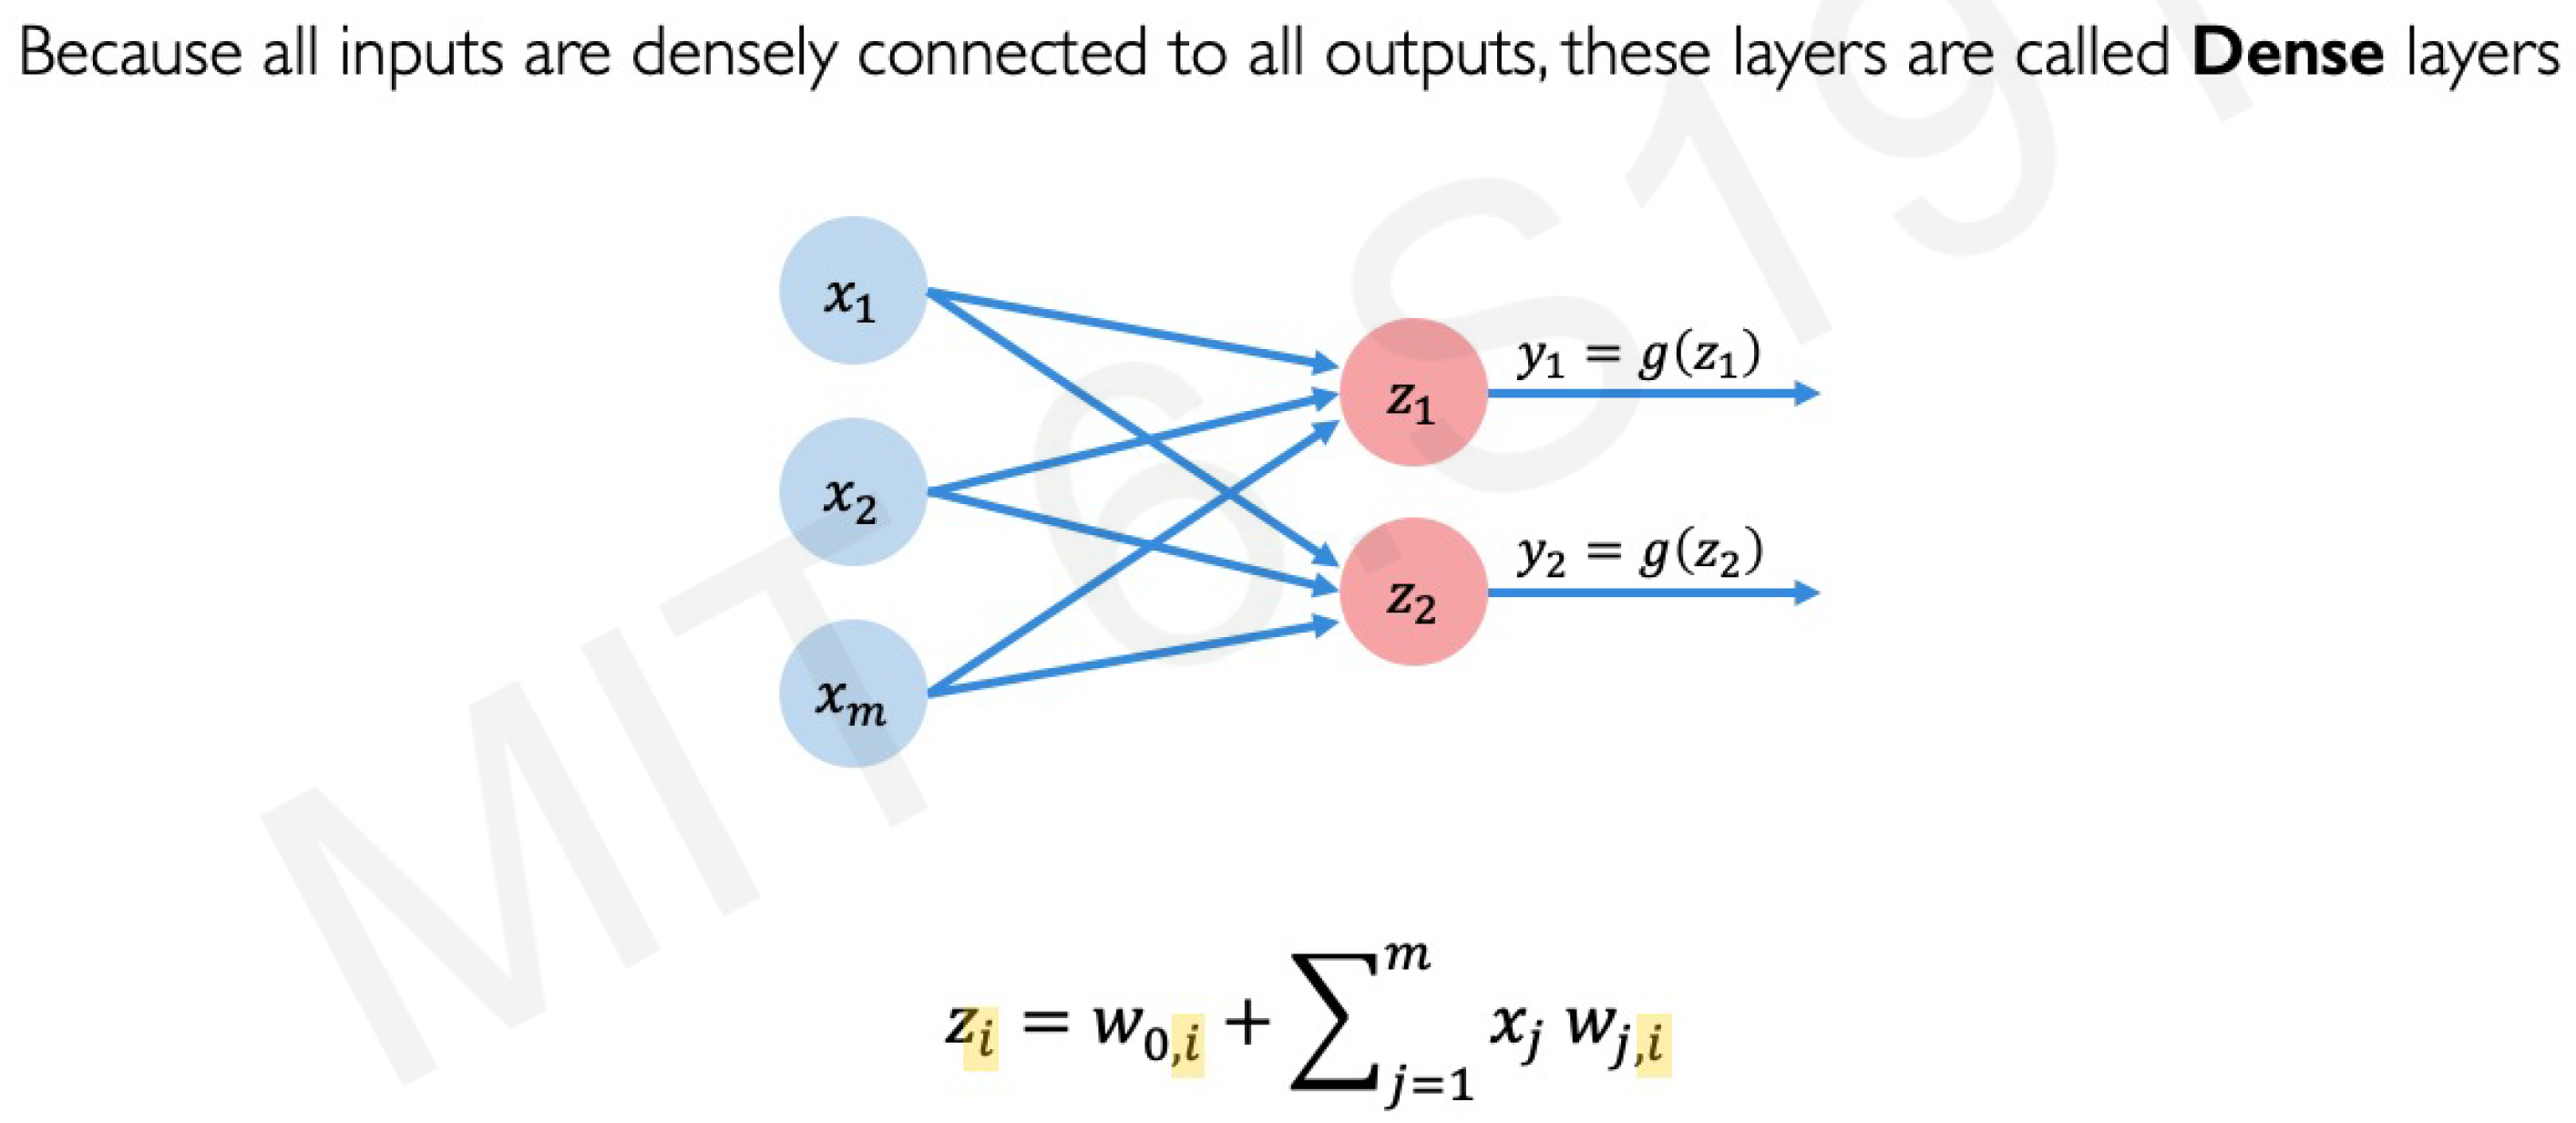 Because all inputs are densely connected to all outputs, these layers are called Dense layers
x₁
x₂
xₘ
z₁
y₁ = g(z₁)
z₂
y₂ = g(z₂)
zᵢ = w₀,ᵢ + ∑ᵐⱼ₌₁ xⱼ wⱼ,ᵢ
MIT 6.S191